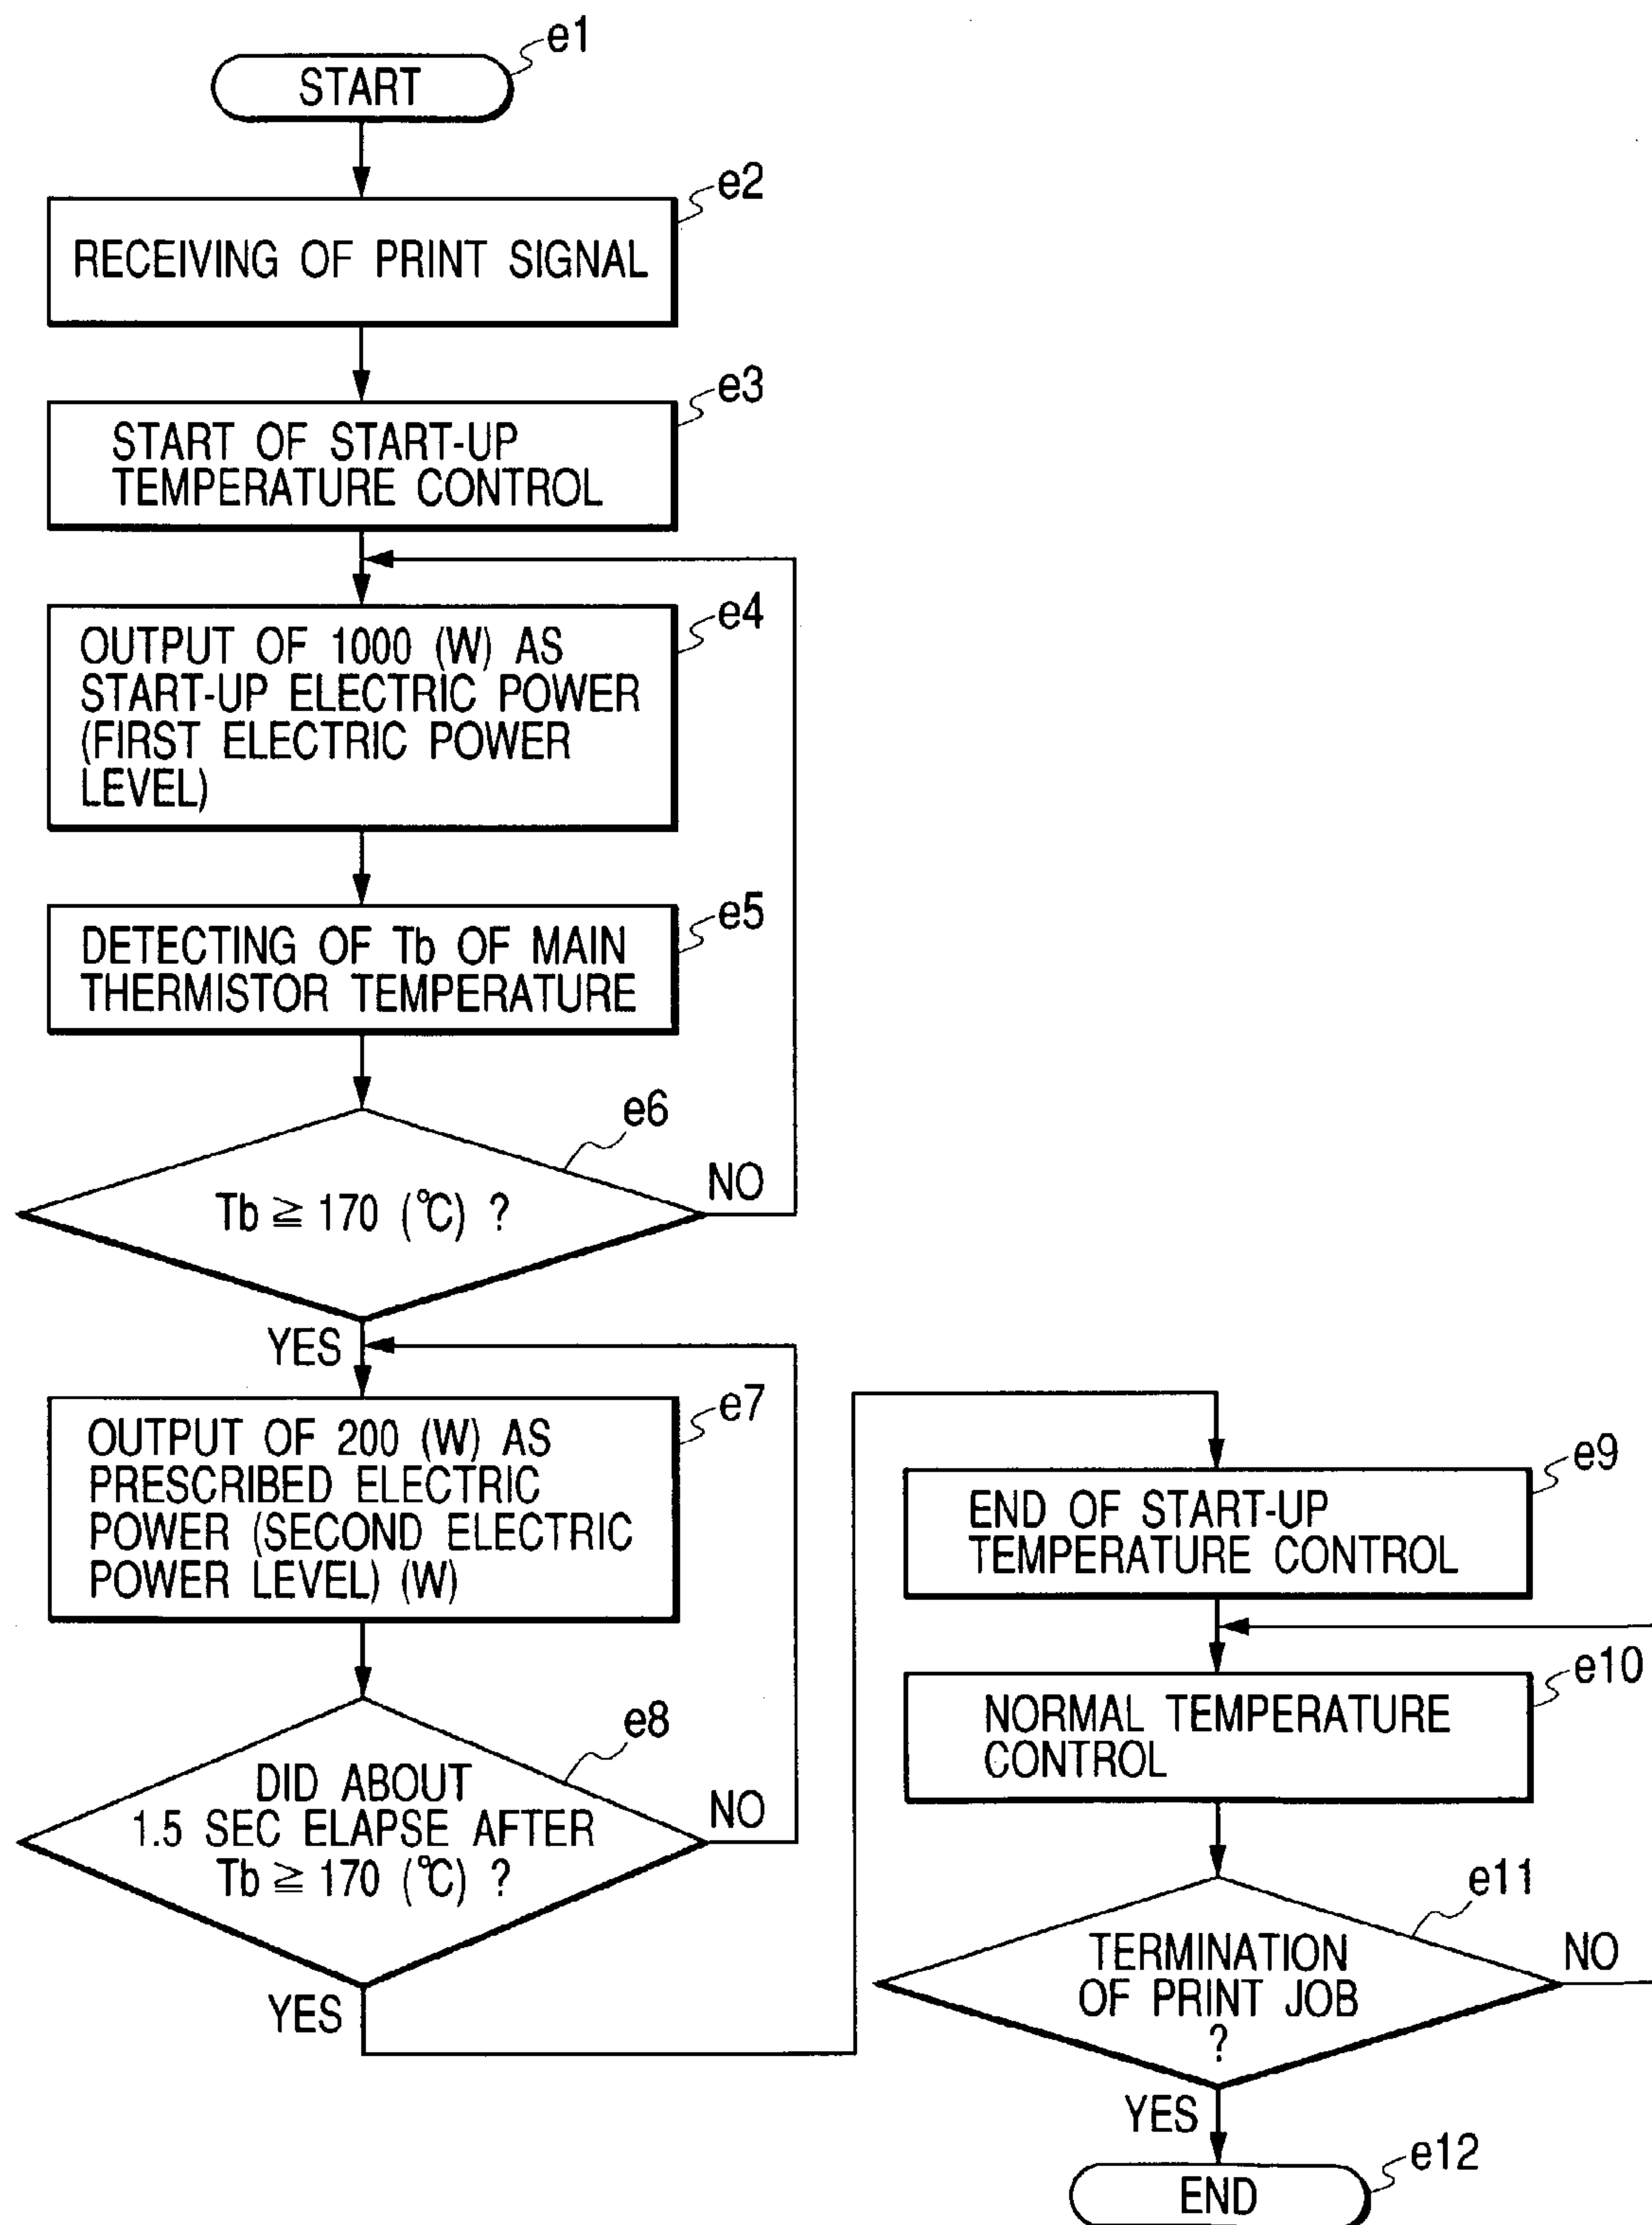 e1
START
e2
RECEIVING OF PRINT SIGNAL
e3
START OF START-UP
TEMPERATURE CONTROL
e4
OUTPUT OF 1000 (W) AS
START-UP ELECTRIC POWER
(FIRST ELECTRIC POWER
LEVEL)
e5
DETECTING OF Tb OF MAIN
THERMISTOR TEMPERATURE
e6
Tb ≧ 170 (℃) ?
NO
YES
e7
OUTPUT OF 200 (W) AS
PRESCRIBED ELECTRIC
POWER (SECOND ELECTRIC
POWER LEVEL) (W)
e8
DID ABOUT
1.5 SEC ELAPSE AFTER
Tb ≧ 170 (℃) ?
NO
YES
e9
END OF START-UP
TEMPERATURE CONTROL
e10
NORMAL TEMPERATURE
CONTROL
e11
TERMINATION
OF PRINT JOB
?
NO
YES
e12
END